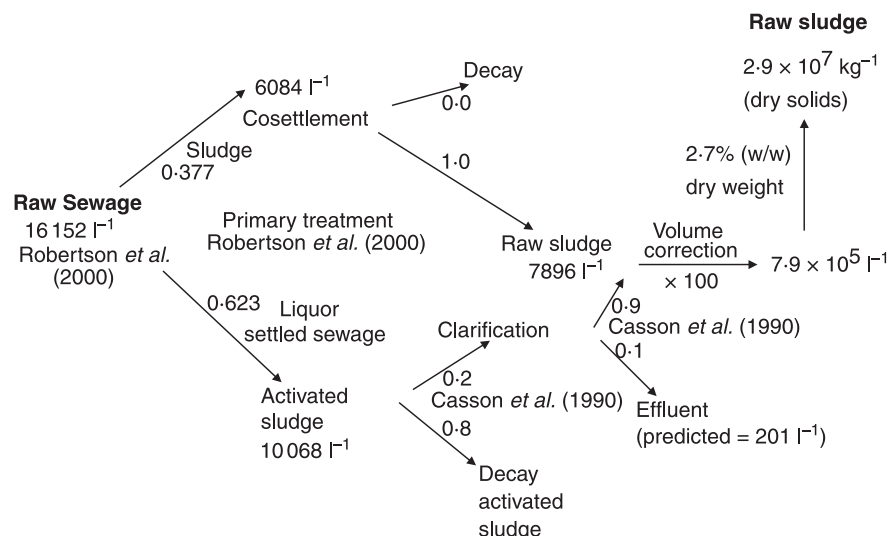 Raw sludge
2·9 × 10⁷ kg⁻¹
(dry solids)
Decay
0·0
6084 l⁻¹
Cosettlement
Sludge
0·377
1·0
2·7% (w/w)
dry weight
Raw Sewage
16 152 l⁻¹
Robertson et al.
(2000)
Primary treatment
Robertson et al. (2000)
Raw sludge
7896 l⁻¹
Volume
correction
× 100
7·9 × 10⁵ l⁻¹
0·623
Liquor
settled sewage
Clarification
0·9
Casson et al. (1990)
0·1
0·2
Casson et al. (1990)
0·8
Activated
sludge
10 068 l⁻¹
Effluent
(predicted = 201 l⁻¹)
Decay
activated
sludge